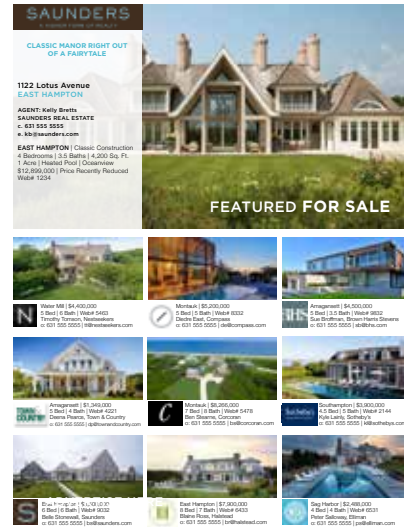 SAUNDERS
CLASSIC MANOR RIGHT OUT
OF A FAIRYTALE
1122 Lotus Avenue
EAST HAMPTON
AGENT: Kelly Bretts
SAUNDERS REAL ESTATE
c. 631 555 5555
e. kb@saunders.com
EAST HAMPTON | Classic Construction
4 Bedrooms | 3.5 Baths | 4,200 Sq. Ft.
1 Acre | Heated Pool | Oceanview
$12,899,000 | Price Recently Reduced
Web# 1234
FEATURED FOR SALE
N
Water Mill | $4,400,000
5 Bed | 6 Bath | Web# 5463
Timothy Tomson, Nestseekers
o: 631 555 5555 | tt@nestseekers.com
Montauk | $5,200,000
5 Bed | 5 Bath | Web# 8332
Diedre East, Compass
o: 631 555 5555 | de@compass.com
BHS
Amagansett | $4,500,000
5 Bed | 3.5 Bath | Web# 9832
Sue Broffman, Brown Harris Stevens
o: 631 555 5555 | sb@bhs.com
TOWN
COUNTRY
Amagansett | $1,349,000
5 Bed | 4 Bath | Web# 4221
Deena Pearce, Town & Country
o: 631 555 5555 | dp@townandcountry.com
C
Montauk | $8,256,000
7 Bed | 8 Bath | Web# 5478
Ben Stearns, Corcoran
o: 631 555 5555 | bs@corcoran.com
Sotheby's
Southampton | $3,900,000
4.5 Bed | 5 Bath | Web# 2144
Kyle Lainly, Sotheby's
o: 631 555 5555 | kl@sothebys.com
S
6 Bed | 6 Bath | Web# 9032
Belle Stonewall, Saunders
o: 631 555 5555 | bs@saunders.com
East Hampton | $7,900,000
8 Bed | 7 Bath | Web# 6433
Blaine Ross, Halstead
o: 631 555 5555 | br@halstead.com
Sag Harbor | $2,488,000
4 Bed | 4 Bath | Web# 6531
Peter Salloway, Elliman
o: 631 555 5555 | ps@elliman.com